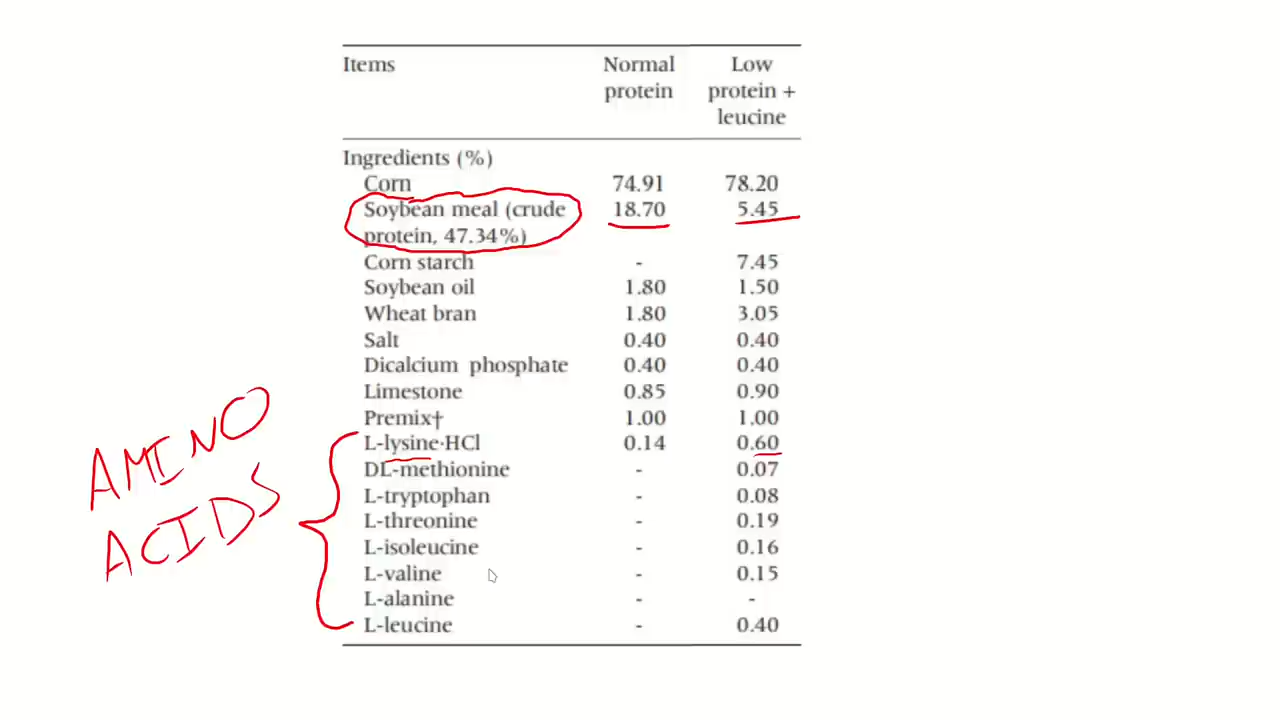 Items Normal protein Low protein + leucine
Ingredients (%)
Corn 74.91 78.20
Soybean meal (crude 18.70 5.45
protein, 47.34%)
Corn starch - 7.45
Soybean oil 1.80 1.50
Wheat bran 1.80 3.05
Salt 0.40 0.40
Dicalcium phosphate 0.40 0.40
Limestone 0.85 0.90
Premix† 1.00 1.00
L-lysine·HCl 0.14 0.60
DL-methionine - 0.07
L-tryptophan - 0.08
L-threonine - 0.19
L-isoleucine - 0.16
L-valine - 0.15
L-alanine - -
L-leucine - 0.40
AMINO
ACIDS